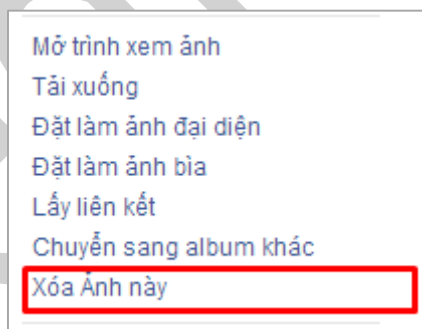 Mở trình xem ảnh
Tải xuống
Đặt làm ảnh đại diện
Đặt làm ảnh bìa
Lấy liên kết
Chuyển sang album khác
Xóa Ảnh này